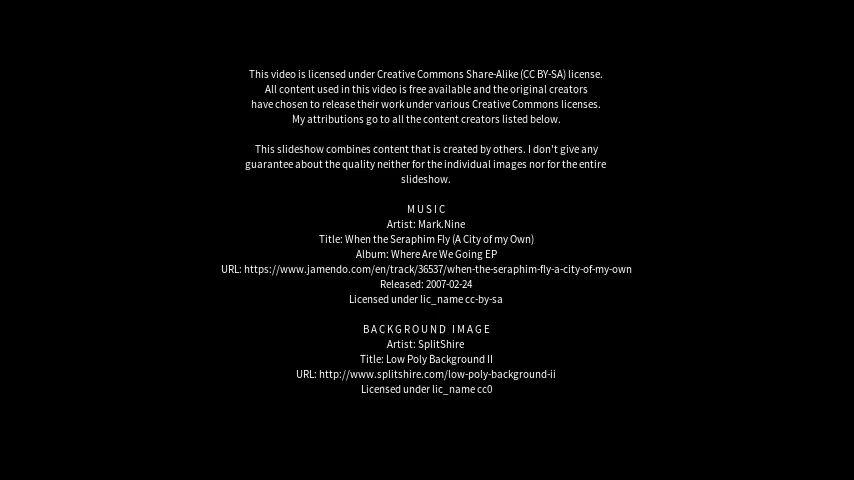 This video is licensed under Creative Commons Share-Alike (CC BY-SA) license.
All content used in this video is free available and the original creators
have chosen to release their work under various Creative Commons licenses.
My attributions go to all the content creators listed below.
This slideshow combines content that is created by others. I don't give any
guarantee about the quality neither for the individual images nor for the entire
slideshow.
MUSIC
Artist: Mark.Nine
Title: When the Seraphim Fly (A City of my Own)
Album: Where Are We Going EP
URL: https://www.jamendo.com/en/track/36537/when-the-seraphim-fly-a-city-of-my-own
Released: 2007-02-24
Licensed under lic_name cc-by-sa
BACKGROUND IMAGE
Artist: SplitShire
Title: Low Poly Background II
URL: http://www.splitshire.com/low-poly-background-ii
Licensed under lic_name cc0